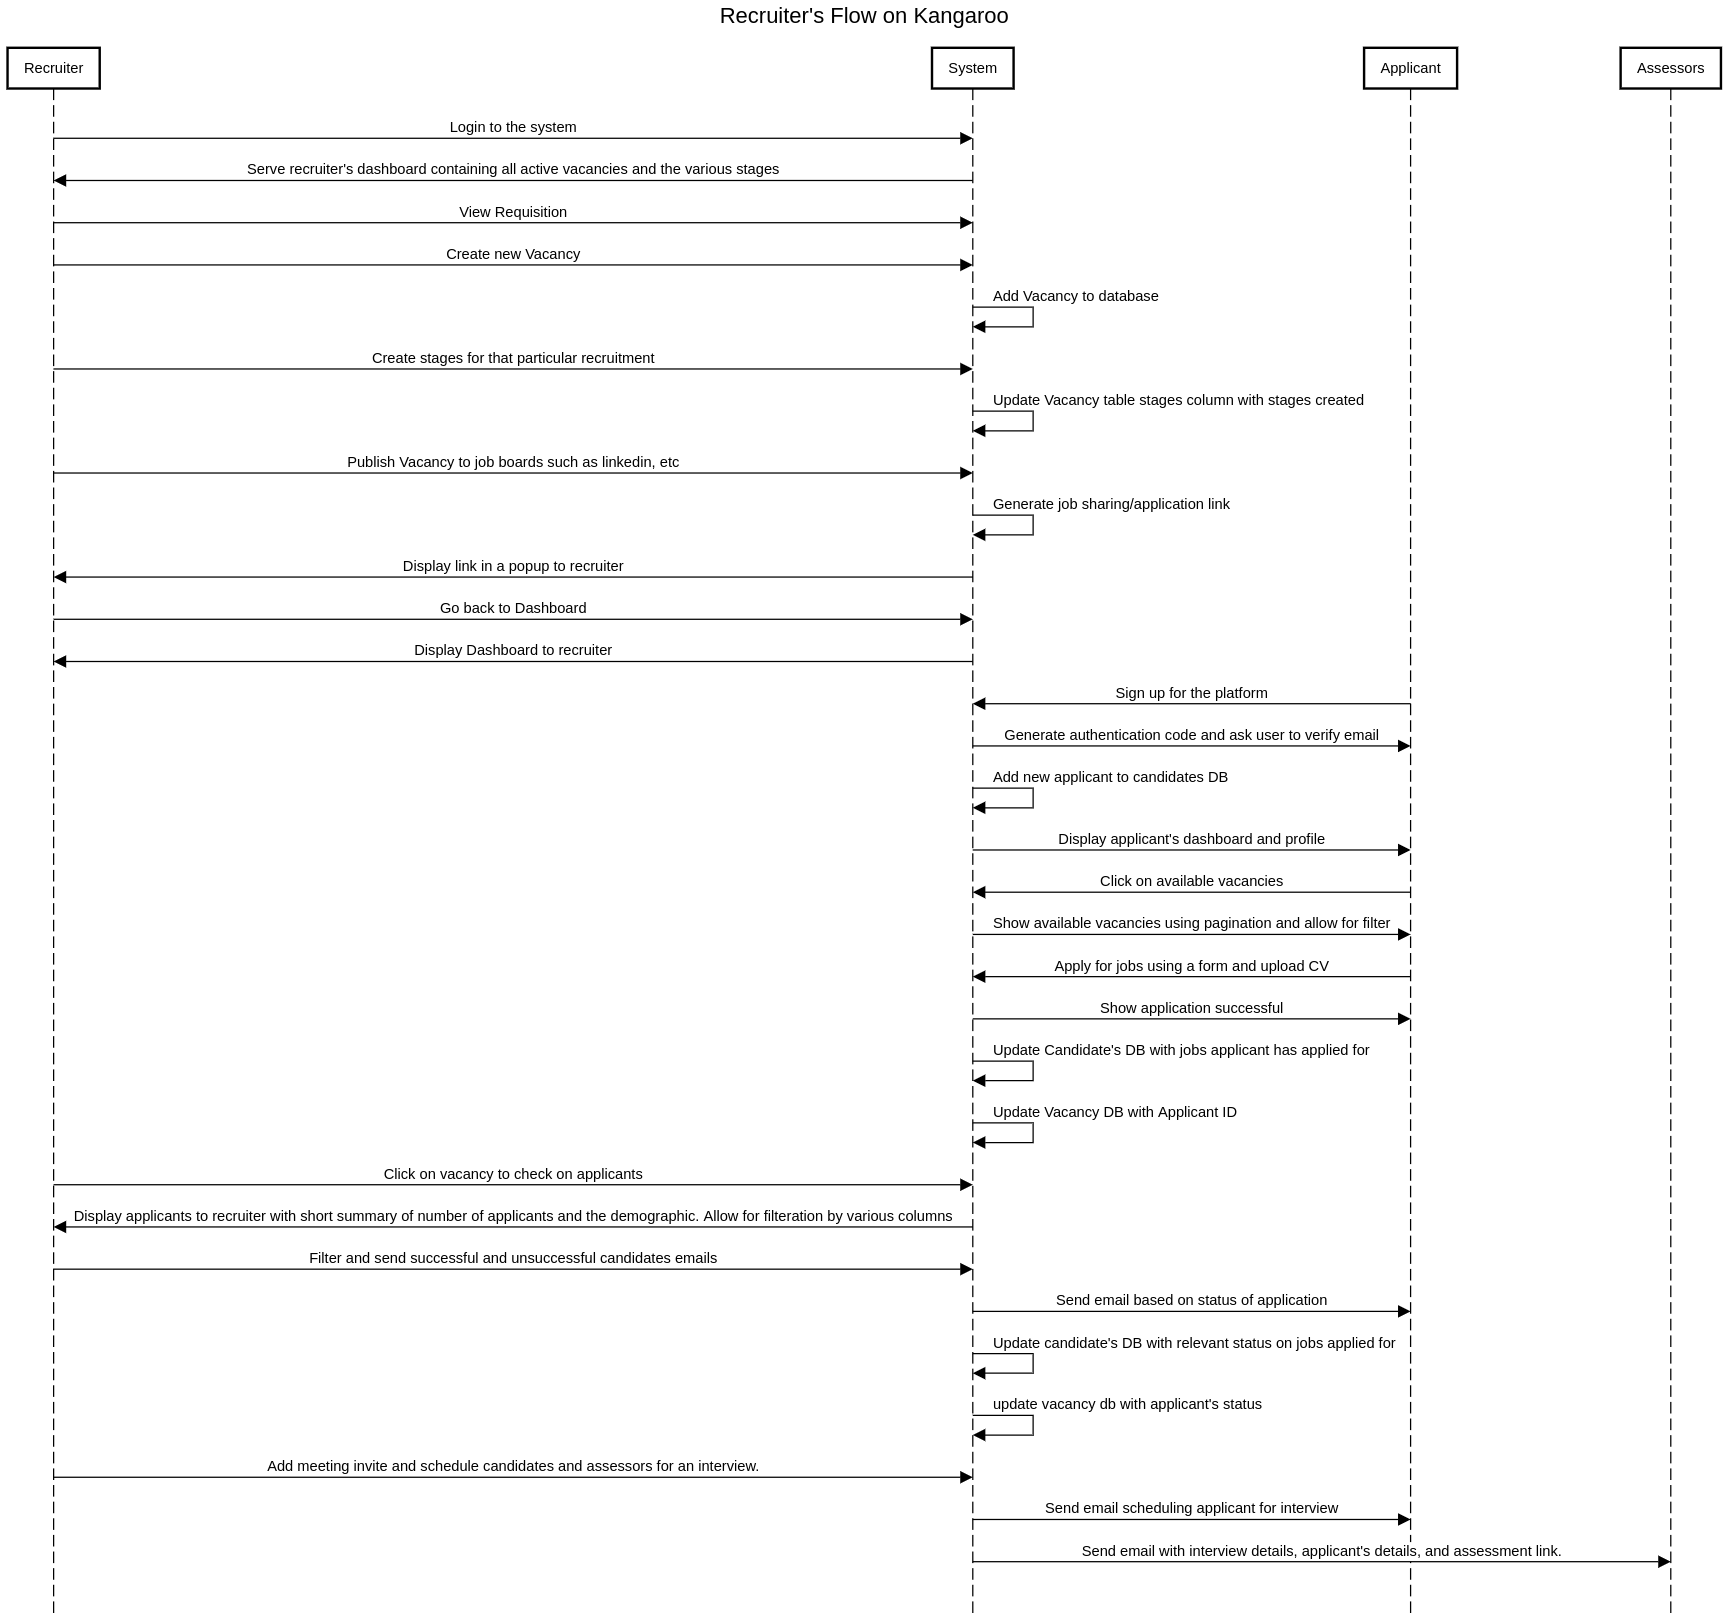 Recruiter's Flow on Kangaroo
Recruiter
System
Applicant
Assessors
Login to the system
Serve recruiter's dashboard containing all active vacancies and the various stages
View Requisition
Create new Vacancy
Add Vacancy to database
Create stages for that particular recruitment
Update Vacancy table stages column with stages created
Publish Vacancy to job boards such as linkedin, etc
Generate job sharing/application link
Display link in a popup to recruiter
Go back to Dashboard
Display Dashboard to recruiter
Sign up for the platform
Generate authentication code and ask user to verify email
Add new applicant to candidates DB
Display applicant's dashboard and profile
Click on available vacancies
Show available vacancies using pagination and allow for filter
Apply for jobs using a form and upload CV
Show application successful
Update Candidate's DB with jobs applicant has applied for
Update Vacancy DB with Applicant ID
Click on vacancy to check on applicants
Display applicants to recruiter with short summary of number of applicants and the demographic. Allow for filteration by various columns
Filter and send successful and unsuccessful candidates emails
Send email based on status of application
Update candidate's DB with relevant status on jobs applied for
update vacancy db with applicant's status
Add meeting invite and schedule candidates and assessors for an interview.
Send email scheduling applicant for interview
Send email with interview details, applicant's details, and assessment link.